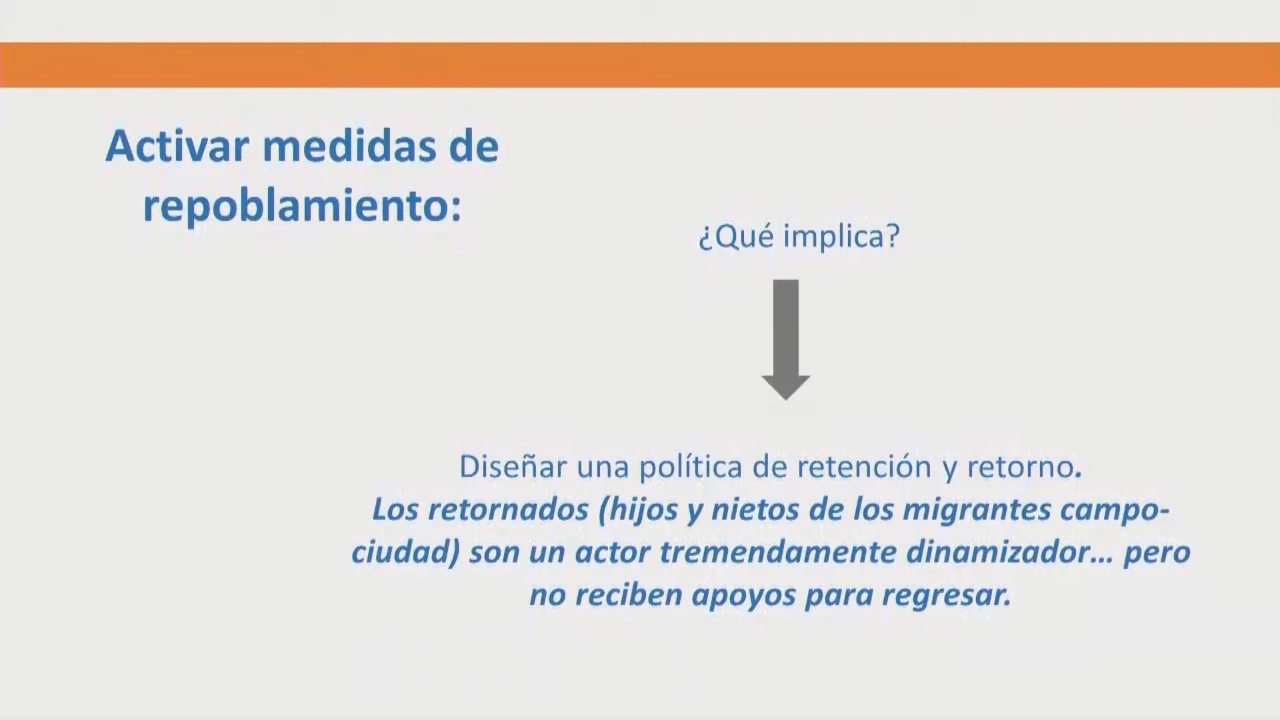 Activar medidas de
repoblamiento:
¿Qué implica?
Diseñar una política de retención y retorno.
Los retornados (hijos y nietos de los migrantes campo-
ciudad) son un actor tremendamente dinamizador... pero
no reciben apoyos para regresar.